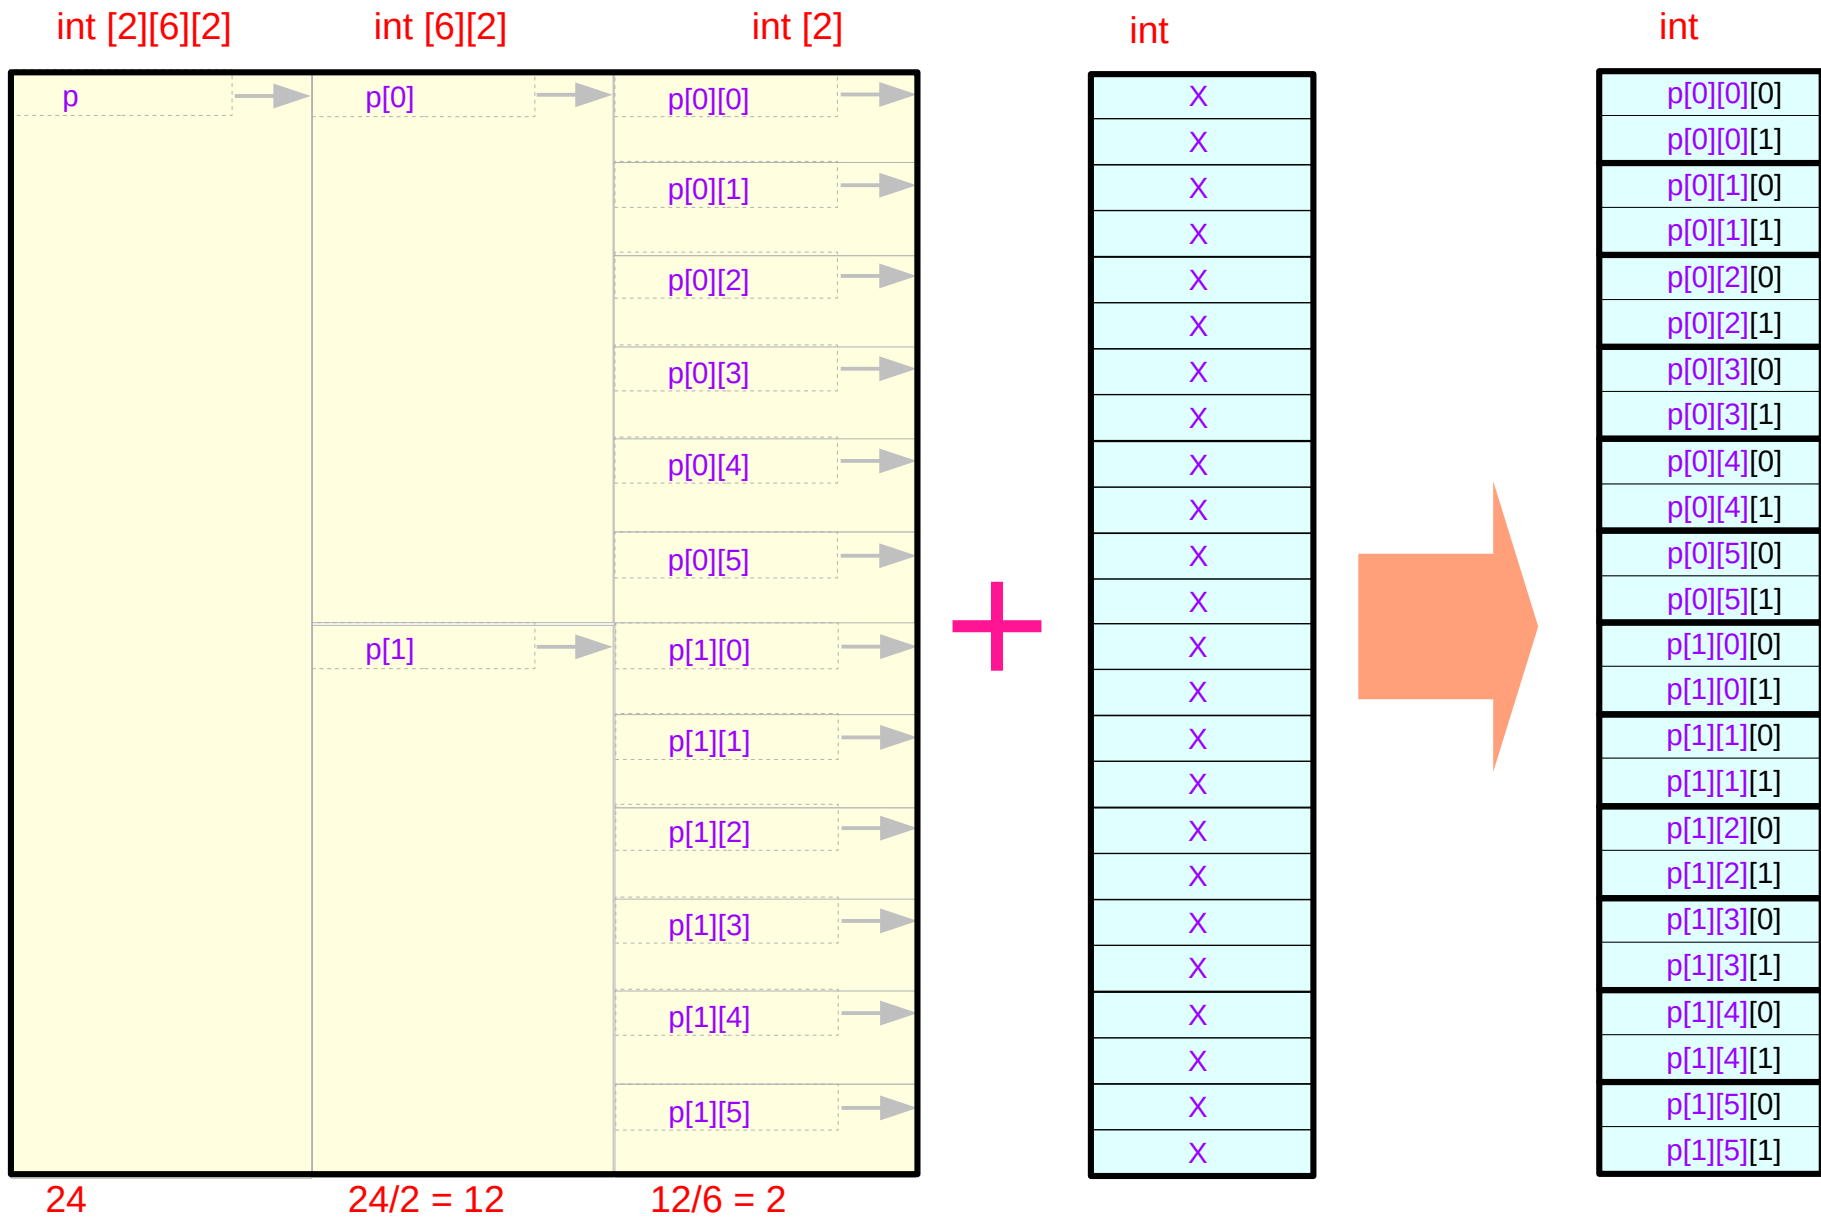 int [2][6][2] int [6][2] int [2] int int
p p[0] p[0][0] X p[0][0][0]
X p[0][0][1]
p[0][1] X p[0][1][0]
X p[0][1][1]
p[0][2] X p[0][2][0]
X p[0][2][1]
p[0][3] X p[0][3][0]
X p[0][3][1]
p[0][4] X p[0][4][0]
X p[0][4][1]
p[0][5] X p[0][5][0]
X p[0][5][1]
+
p[1] p[1][0] X p[1][0][0]
X p[1][0][1]
p[1][1] X p[1][1][0]
X p[1][1][1]
p[1][2] X p[1][2][0]
X p[1][2][1]
p[1][3] X p[1][3][0]
X p[1][3][1]
p[1][4] X p[1][4][0]
X p[1][4][1]
p[1][5] X p[1][5][0]
X p[1][5][1]
24 24/2 = 12 12/6 = 2